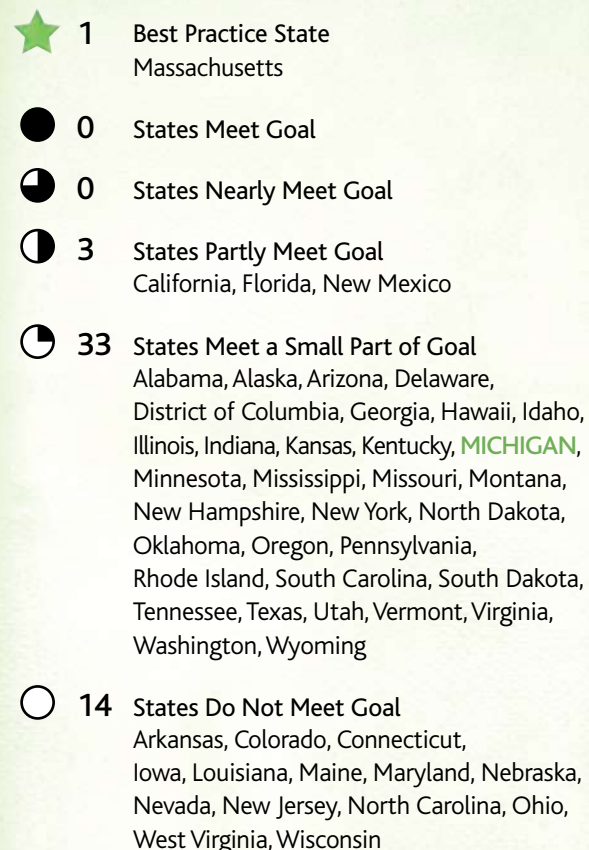 1 Best Practice State
Massachusetts
0 States Meet Goal
0 States Nearly Meet Goal
3 States Partly Meet Goal
California, Florida, New Mexico
33 States Meet a Small Part of Goal
Alabama, Alaska, Arizona, Delaware,
District of Columbia, Georgia, Hawaii, Idaho,
Illinois, Indiana, Kansas, Kentucky, MICHIGAN,
Minnesota, Mississippi, Missouri, Montana,
New Hampshire, New York, North Dakota,
Oklahoma, Oregon, Pennsylvania,
Rhode Island, South Carolina, South Dakota,
Tennessee, Texas, Utah, Vermont, Virginia,
Washington, Wyoming
14 States Do Not Meet Goal
Arkansas, Colorado, Connecticut,
Iowa, Louisiana, Maine, Maryland, Nebraska,
Nevada, New Jersey, North Carolina, Ohio,
West Virginia, Wisconsin